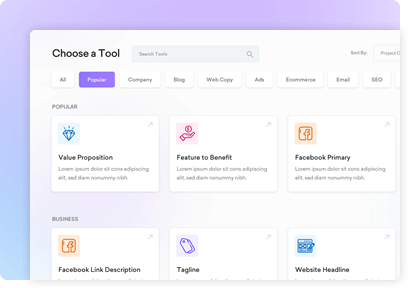 Choose a Tool
Search Tools
Sort By:
Project
All
Popular
Company
Blog
Web Copy
Ads
Ecommerce
Email
SEO
POPULAR
Value Proposition
Lorem ipsum dolor sit cons adipiscing
elit, sed diam nonummy nibh.
Feature to Benefit
Lorem ipsum dolor sit cons adipiscing
elit, sed diam nonummy nibh.
Facebook Primary
Lorem ipsum dolor sit cons adipiscing
elit, sed diam nonummy nibh.
BUSINESS
Facebook Link Description
Lorem ipsum dolor sit cons adipiscing
Tagline
Lorem ipsum dolor sit cons adipiscing
Website Headline
Lorem ipsum dolor sit cons adipiscing